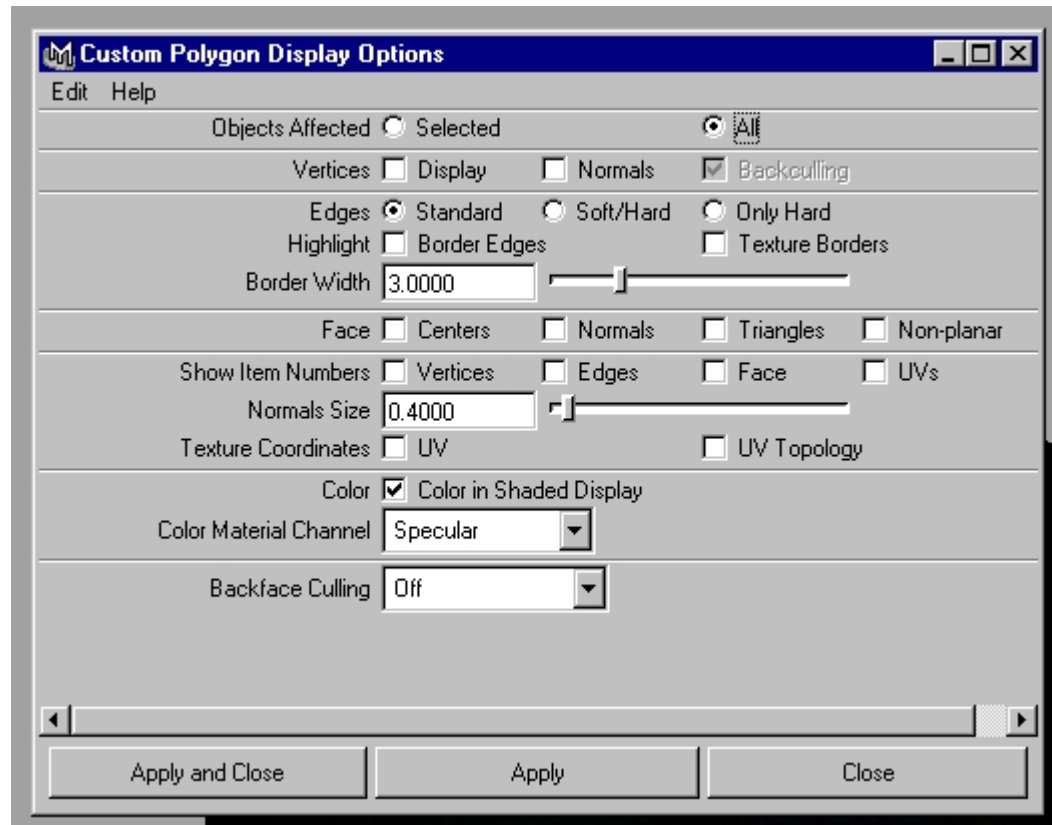 Custom Polygon Display Options
Edit Help
Objects Affected Selected All
Vertices Display Normals Backculling
Edges Standard Soft/Hard Only Hard
Highlight Border Edges Texture Borders
Border Width 3.0000
Face Centers Normals Triangles Non-planar
Show Item Numbers Vertices Edges Face UVs
Normals Size 0.4000
Texture Coordinates UV UV Topology
Color Color in Shaded Display
Color Material Channel Specular
Backface Culling Off
Apply and Close Apply Close